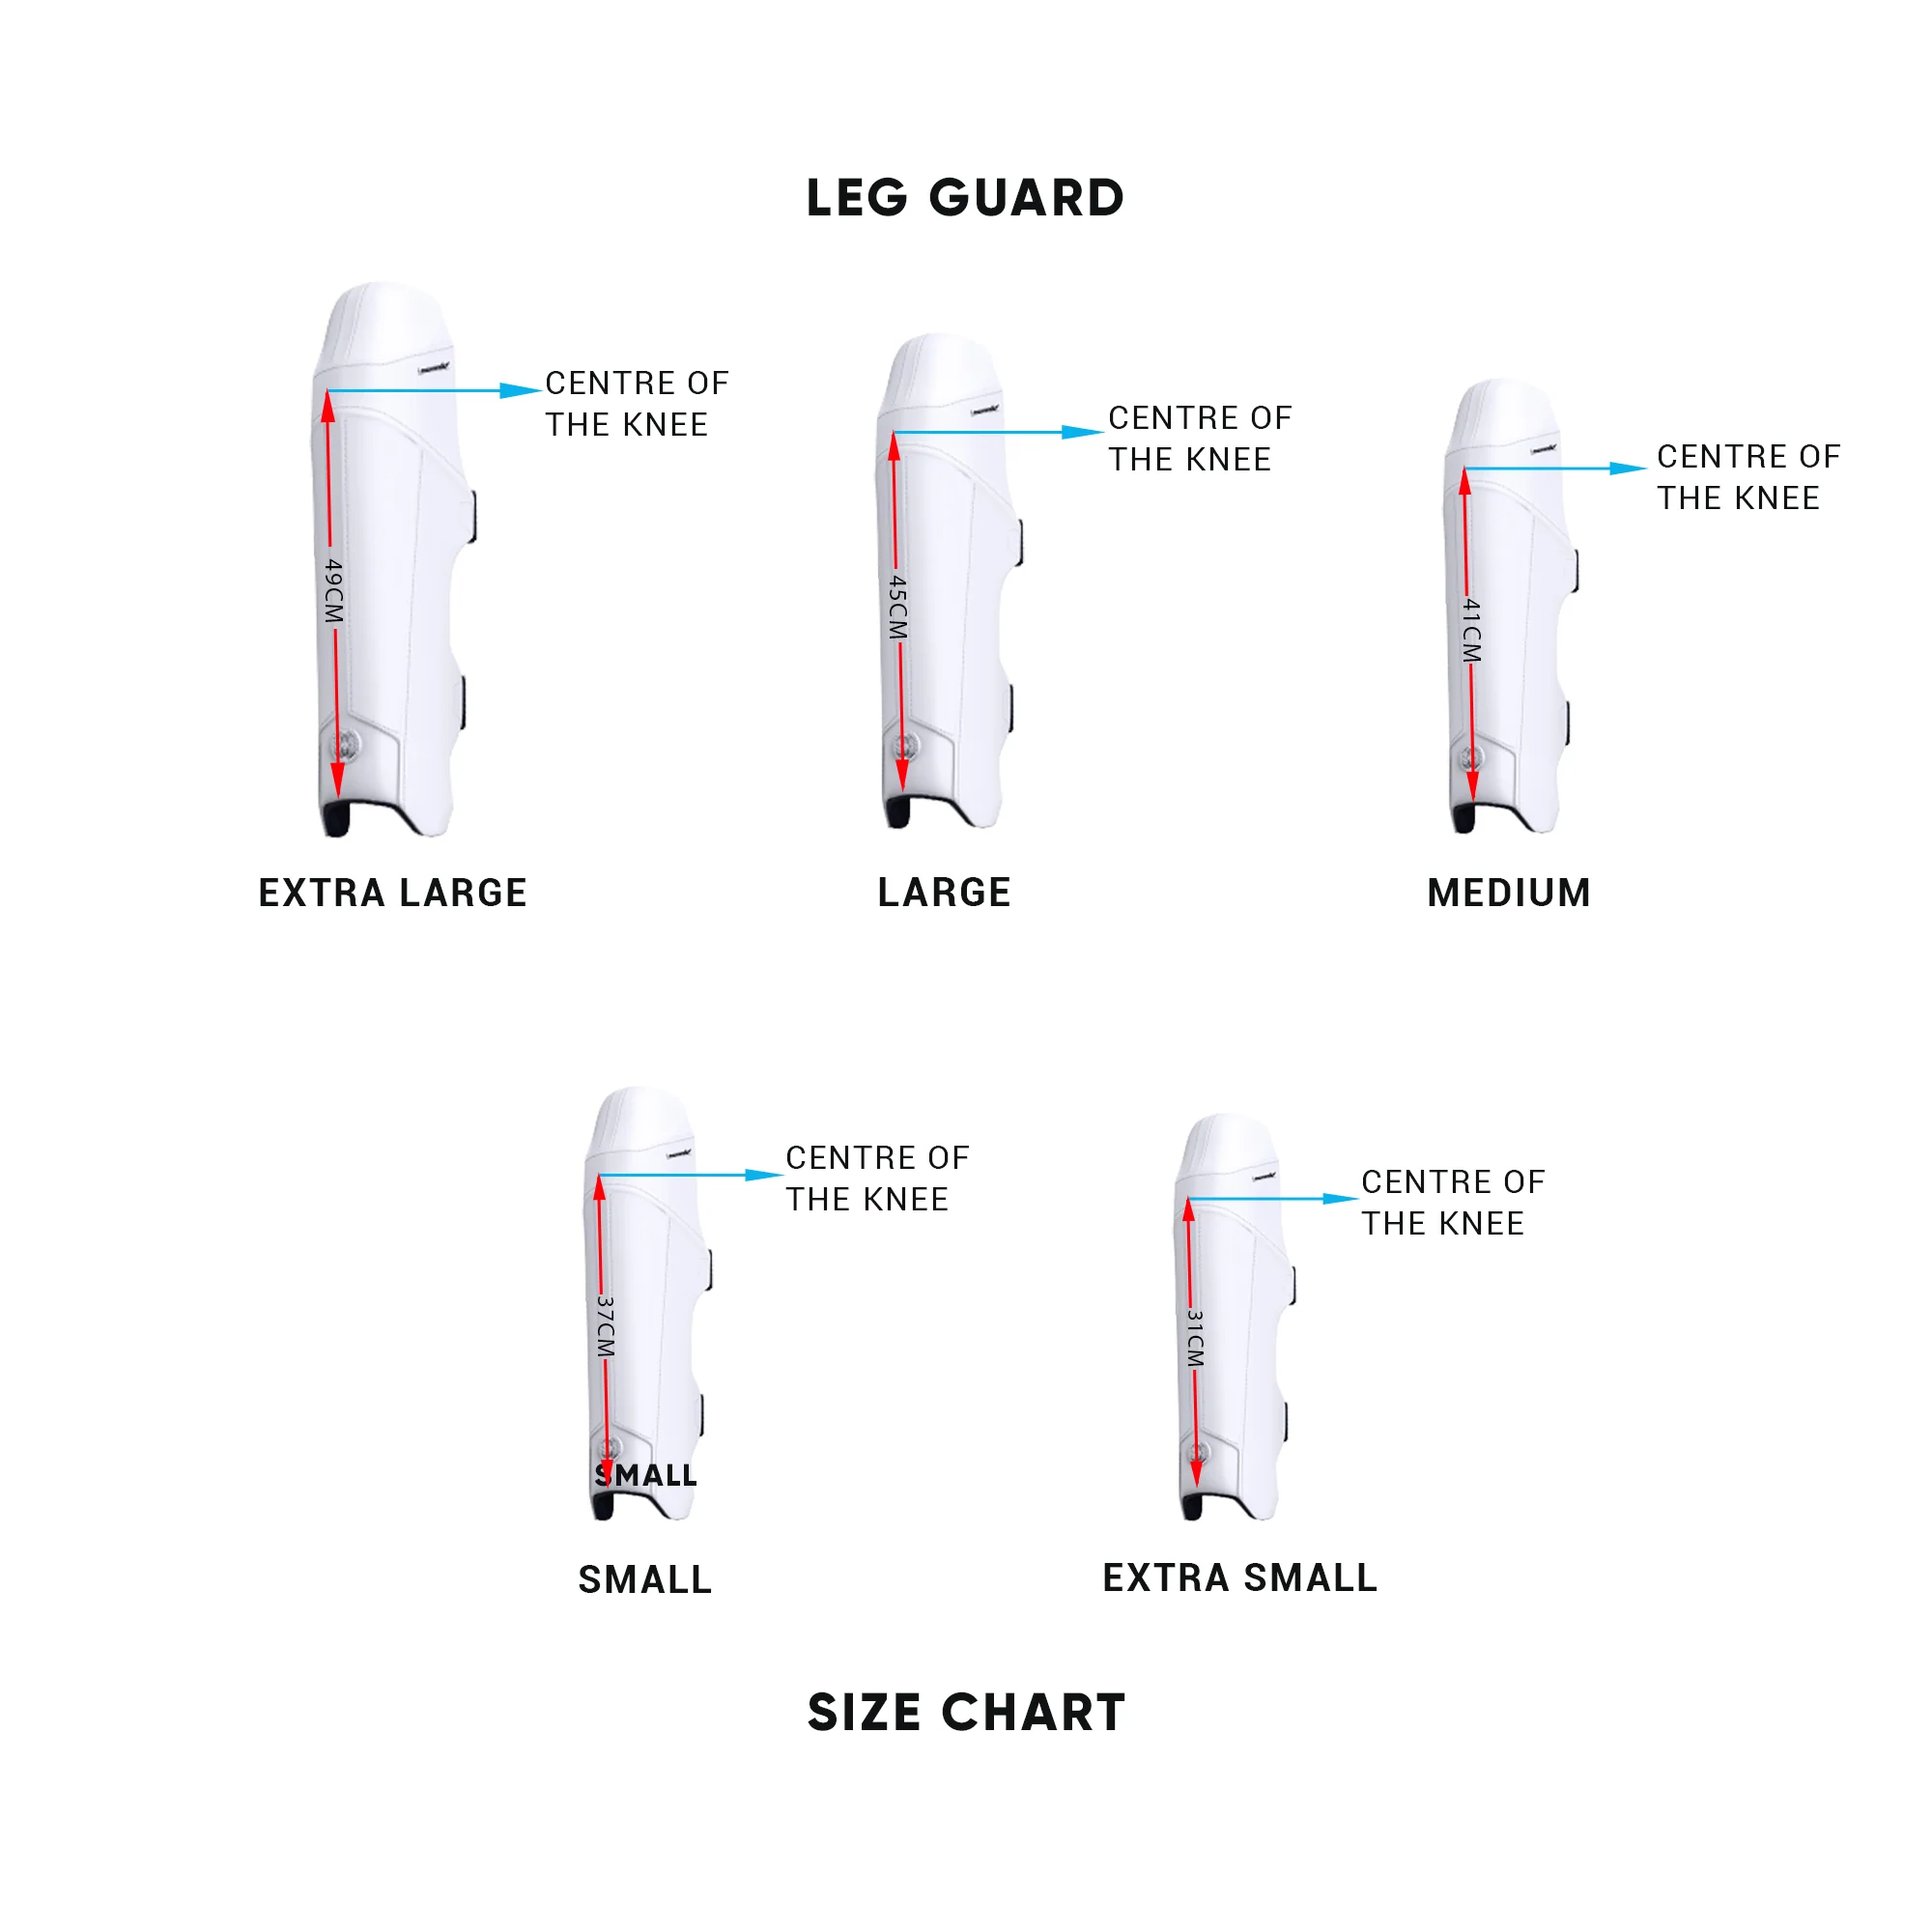 LEG GUARD
CENTRE OF
THE KNEE
49CM
EXTRA LARGE
CENTRE OF
THE KNEE
45CM
LARGE
CENTRE OF
THE KNEE
41CM
MEDIUM
CENTRE OF
THE KNEE
37CM
SMALL
SMALL
CENTRE OF
THE KNEE
31CM
EXTRA SMALL
SIZE CHART